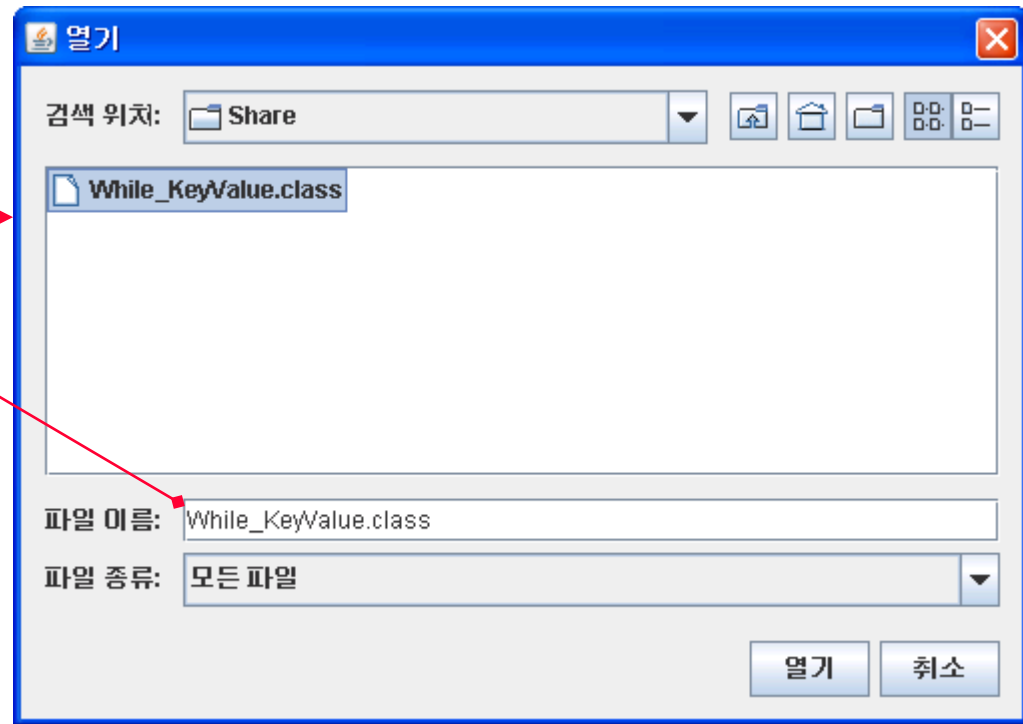 열기
검색 위치: Share
While_KeyValue.class
파일 이름: While_KeyValue.class
파일 종류: 모든 파일
열기 취소